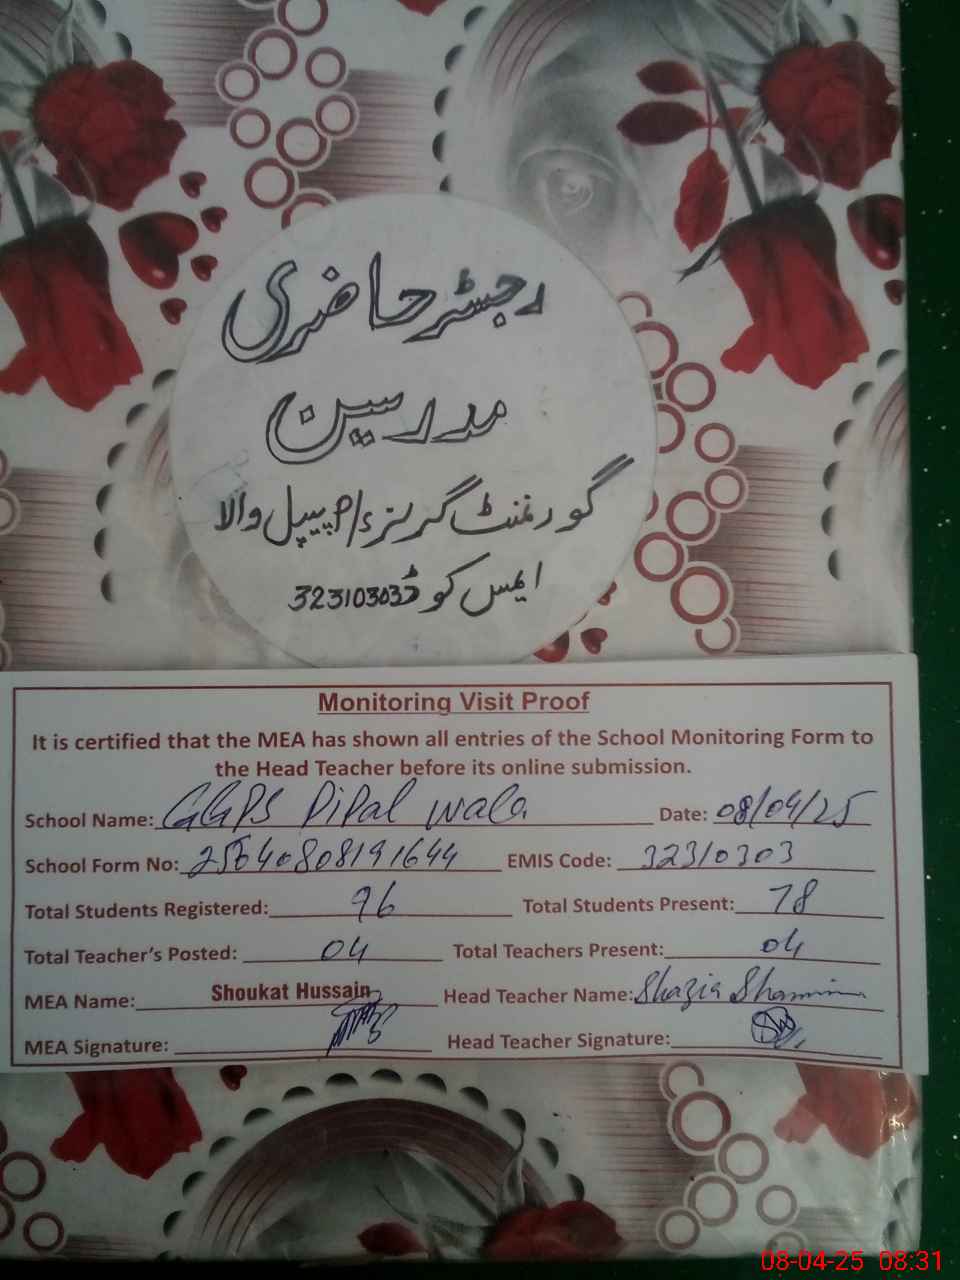 رجسٹر حاضری
مدرسین
گورنمنٹ گرلز ء/م پیپل والا
ایمس کوڈ 32310303
Monitoring Visit Proof
It is certified that the MEA has shown all entries of the School Monitoring Form to
the Head Teacher before its online submission.
School Name: GGPS Pipal wala Date: 08/04/25
School Form No: 25040808191644 EMIS Code: 32310303
Total Students Registered: 96 Total Students Present: 78
Total Teacher's Posted: 04 Total Teachers Present: 04
MEA Name: Shoukat Hussain Head Teacher Name: Shazia Shamim
MEA Signature: Head Teacher Signature:
08-04-25 08:31